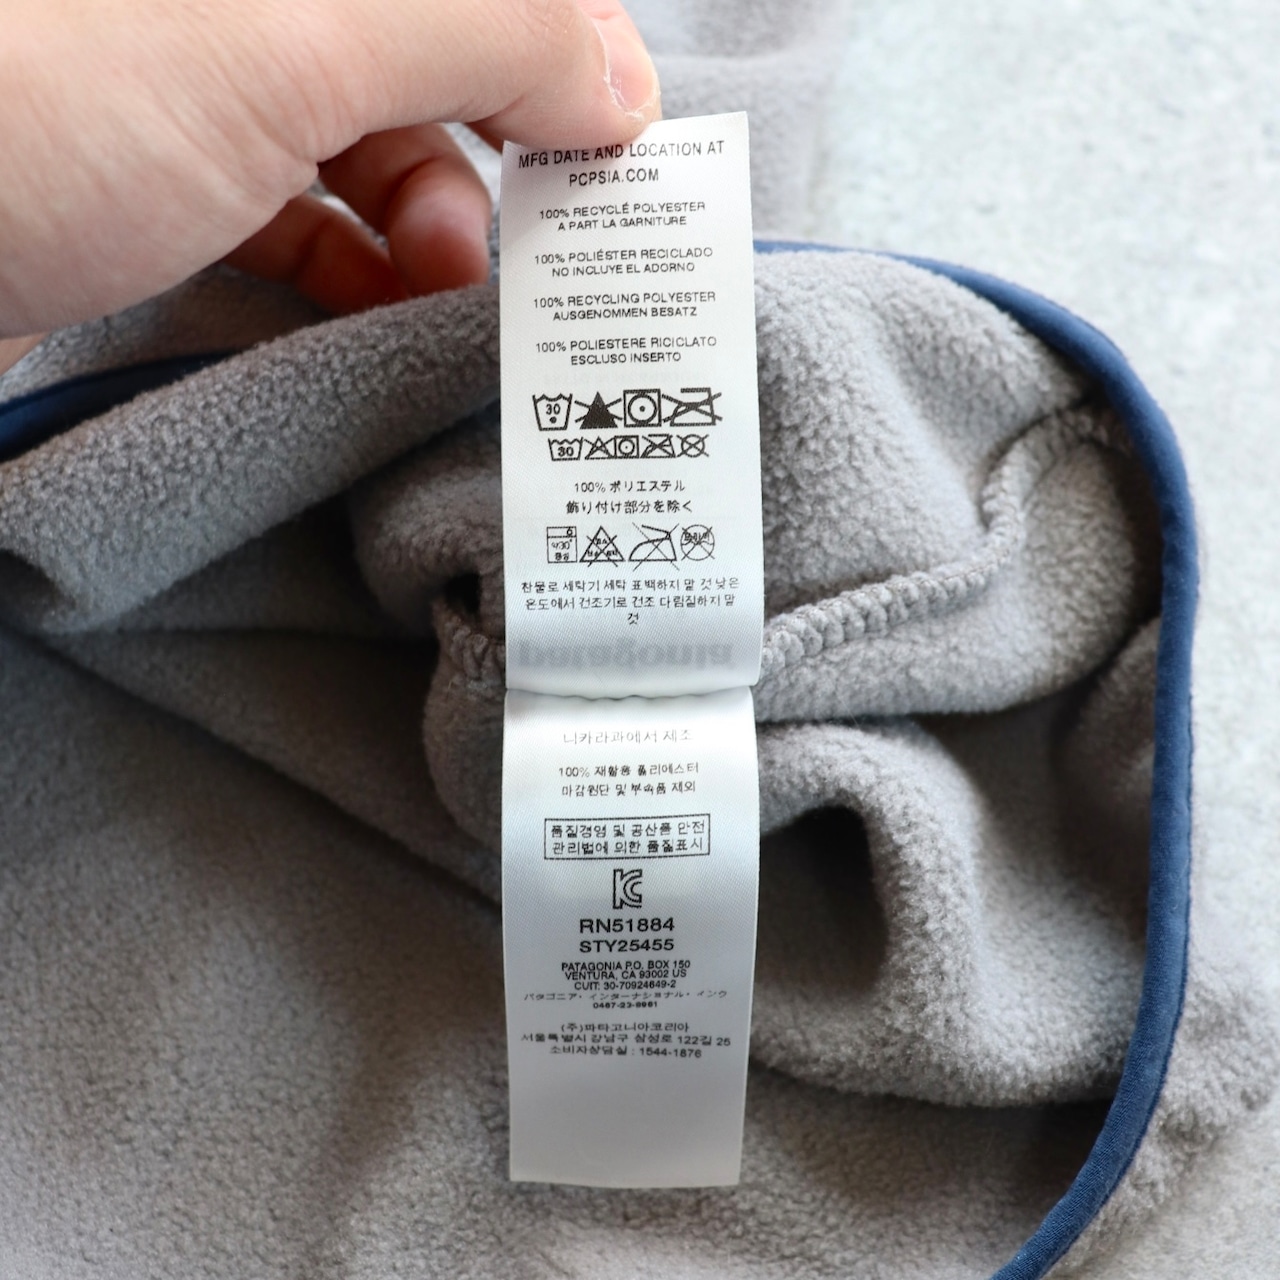 MFG DATE AND LOCATION AT
PCPSIA.COM
100% RECYCLÉ POLYESTER
A PART LA GARNITURE
100% POLIÉSTER RECICLADO
NO INCLUYE EL ADORNO
100% RECYCLING POLYESTER
AUSGENOMMEN BESATZ
100% POLIESTERE RICICLATO
ESCLUSO INSERTO
30
30
100% ポリエステル
飾り付け部分を除く
찬물로 세탁기 세탁 표백하지 말 것 낮은
온도에서 건조기로 건조 다림질하지 말
것
니카라과에서 제조
100% 재활용 폴리에스터
마감원단 및 부속품 제외
품질경영 및 공산품 안전
관리법에 의한 품질표시
RN51884
STY25455
PATAGONIA P.O. BOX 150
VENTURA, CA 93002 US
CUIT: 30-70924649-2
パタゴニア・インターナショナル・インク
(주)파타고니아코리아
서울특별시 강남구 삼성로 122길 25
소비자상담실 : 1544-1876